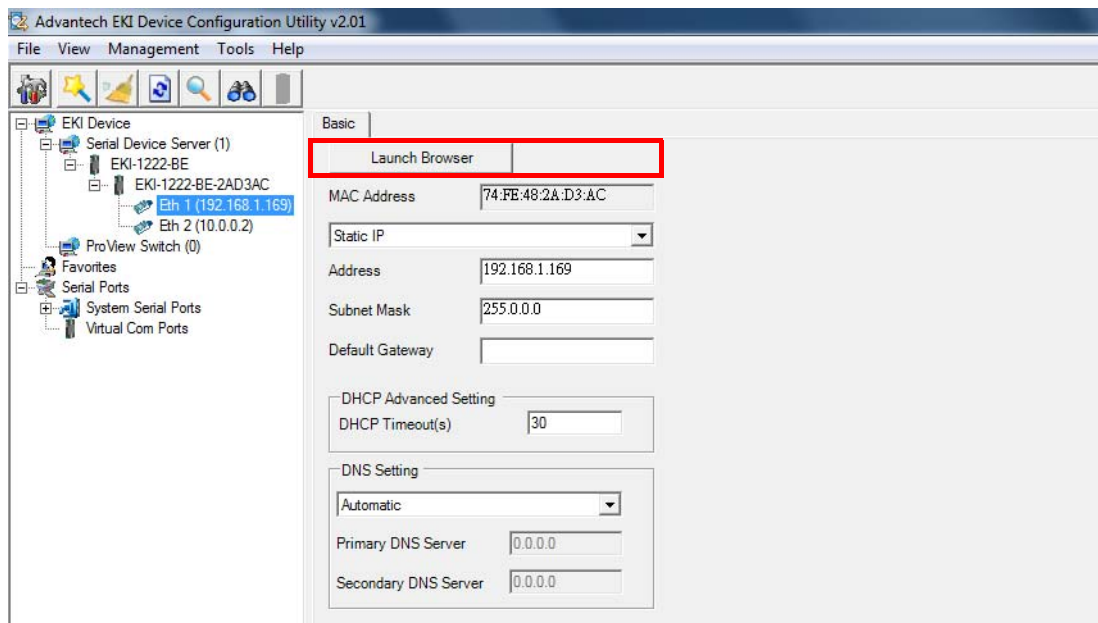 Advantech EKI Device Configuration Utility v2.01
File View Management Tools Help
EKI Device
Serial Device Server (1)
EKI-1222-BE
EKI-1222-BE-2AD3AC
Eth 1 (192.168.1.169)
Eth 2 (10.0.0.2)
ProView Switch (0)
Favorites
Serial Ports
System Serial Ports
Virtual Com Ports
Basic
Launch Browser
MAC Address 74:FE:48:2A:D3:AC
Static IP
Address 192.168.1.169
Subnet Mask 255.0.0.0
Default Gateway
DHCP Advanced Setting
DHCP Timeout(s) 30
DNS Setting
Automatic
Primary DNS Server 0.0.0.0
Secondary DNS Server 0.0.0.0